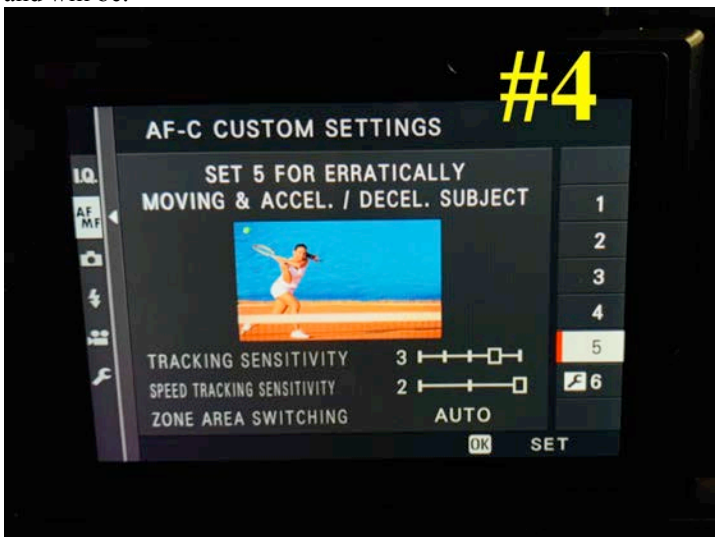 and will be.
#4
AF-C CUSTOM SETTINGS
SET 5 FOR ERRATICALLY
MOVING & ACCEL. / DECEL. SUBJECT
I.Q.
AF
MF
1
2
3
4
5
6
TRACKING SENSITIVITY 3
SPEED TRACKING SENSITIVITY 2
ZONE AREA SWITCHING AUTO
OK SET